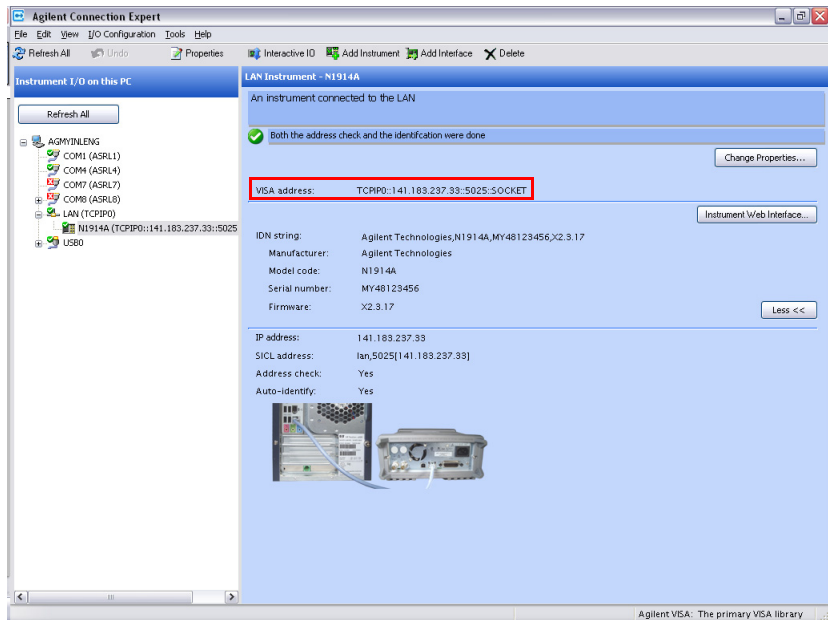 Agilent Connection Expert
File Edit View I/O Configuration Tools Help
Refresh All Undo Properties Interactive IO Add Instrument Add Interface Delete
Instrument I/O on this PC
Refresh All
AGMYINLENG
COM1 (ASRL1)
COM4 (ASRL4)
COM7 (ASRL7)
COM8 (ASRL8)
LAN (TCPIP0)
N1914A (TCPIP0::141.183.237.33::5025
USB0
LAN Instrument - N1914A
An instrument connected to the LAN
Both the address check and the identifcation were done
Change Properties...
VISA address: TCPIP0::141.183.237.33::5025::SOCKET
Instrument Web Interface...
IDN string: Agilent Technologies,N1914A,MY48123456,X2.3.17
Manufacturer: Agilent Technologies
Model code: N1914A
Serial number: MY48123456
Firmware: X2.3.17
Less <<
IP address: 141.183.237.33
SICL address: lan,5025[141.183.237.33]
Address check: Yes
Auto-identify: Yes
Agilent VISA: The primary VISA library